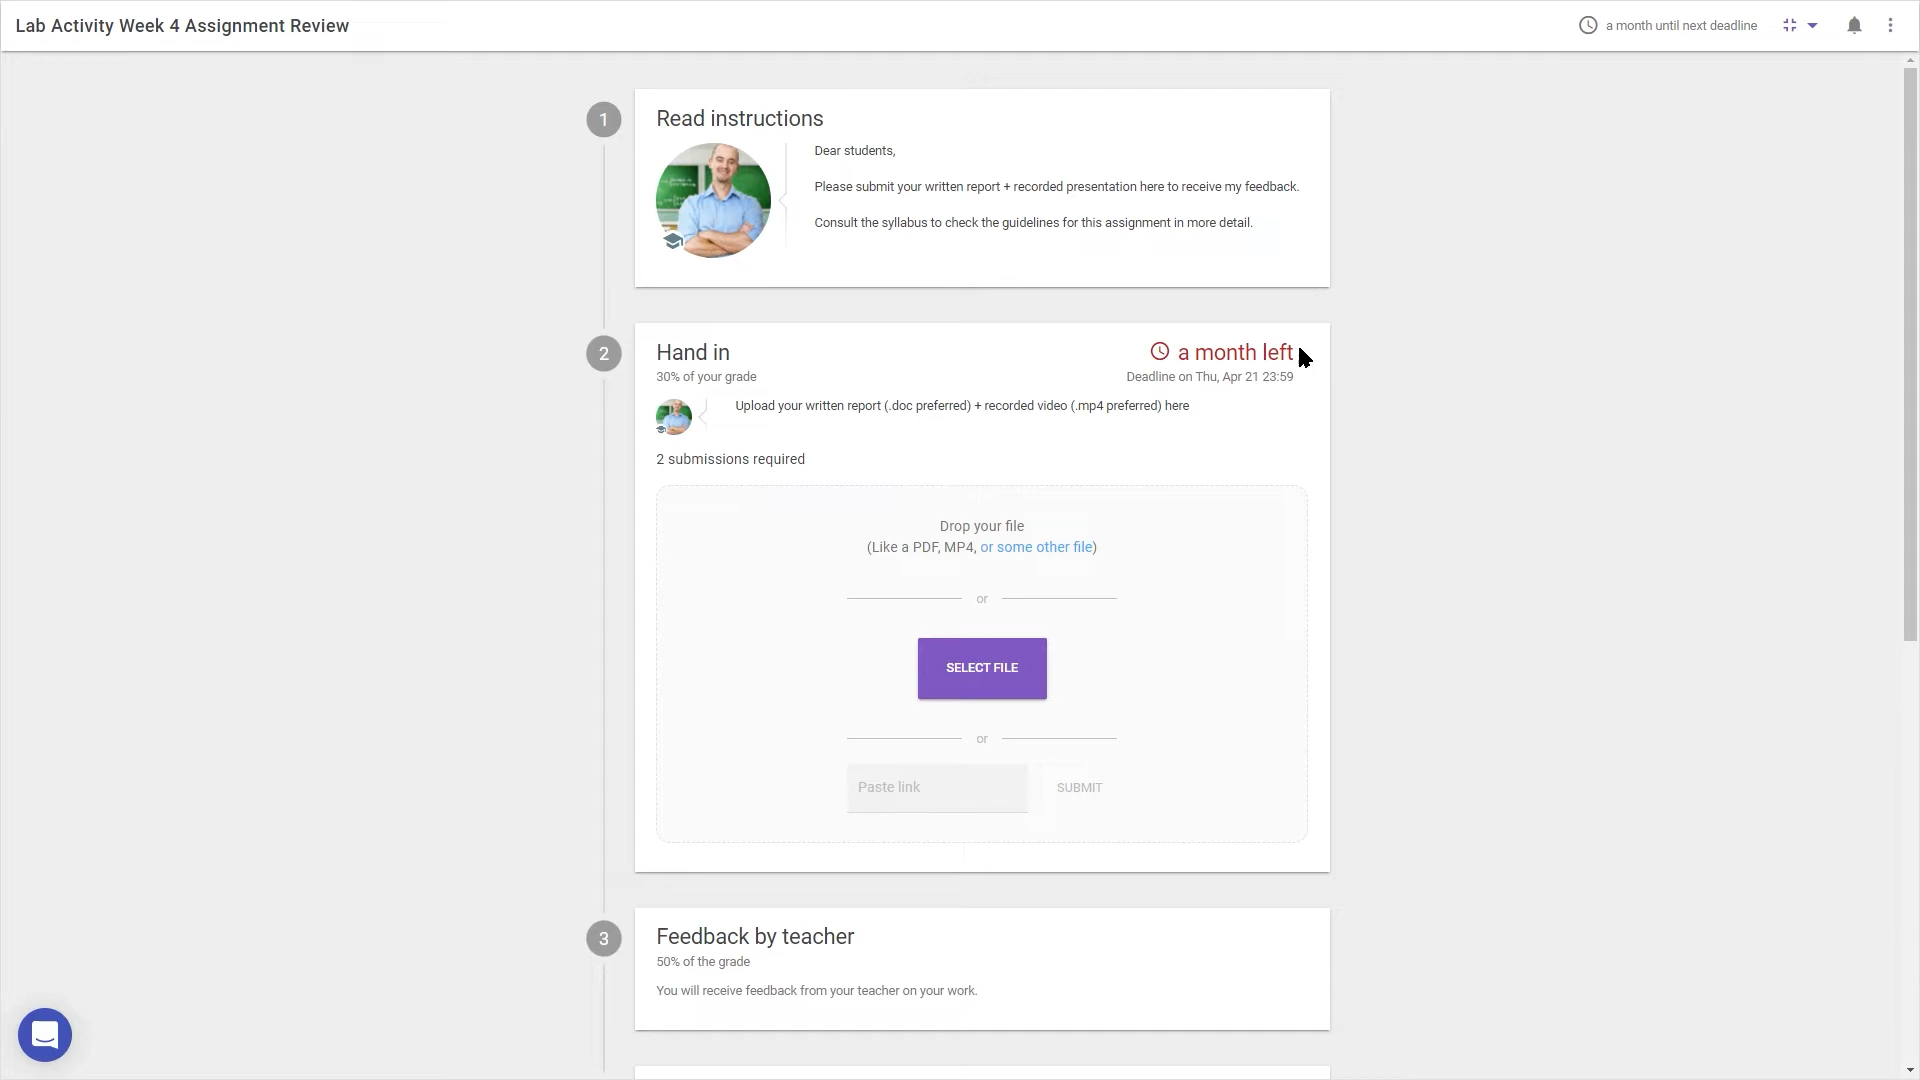 Lab Activity Week 4 Assignment Review
a month until next deadline
1
Read instructions
Dear students,
Please submit your written report + recorded presentation here to receive my feedback.
Consult the syllabus to check the guidelines for this assignment in more detail.
2
Hand in
a month left
30% of your grade
Deadline on Thu, Apr 21 23:59
Upload your written report (.doc preferred) + recorded video (.mp4 preferred) here
2 submissions required
Drop your file
(Like a PDF, MP4, or some other file)
or
SELECT FILE
or
Paste link
SUBMIT
3
Feedback by teacher
50% of the grade
You will receive feedback from your teacher on your work.